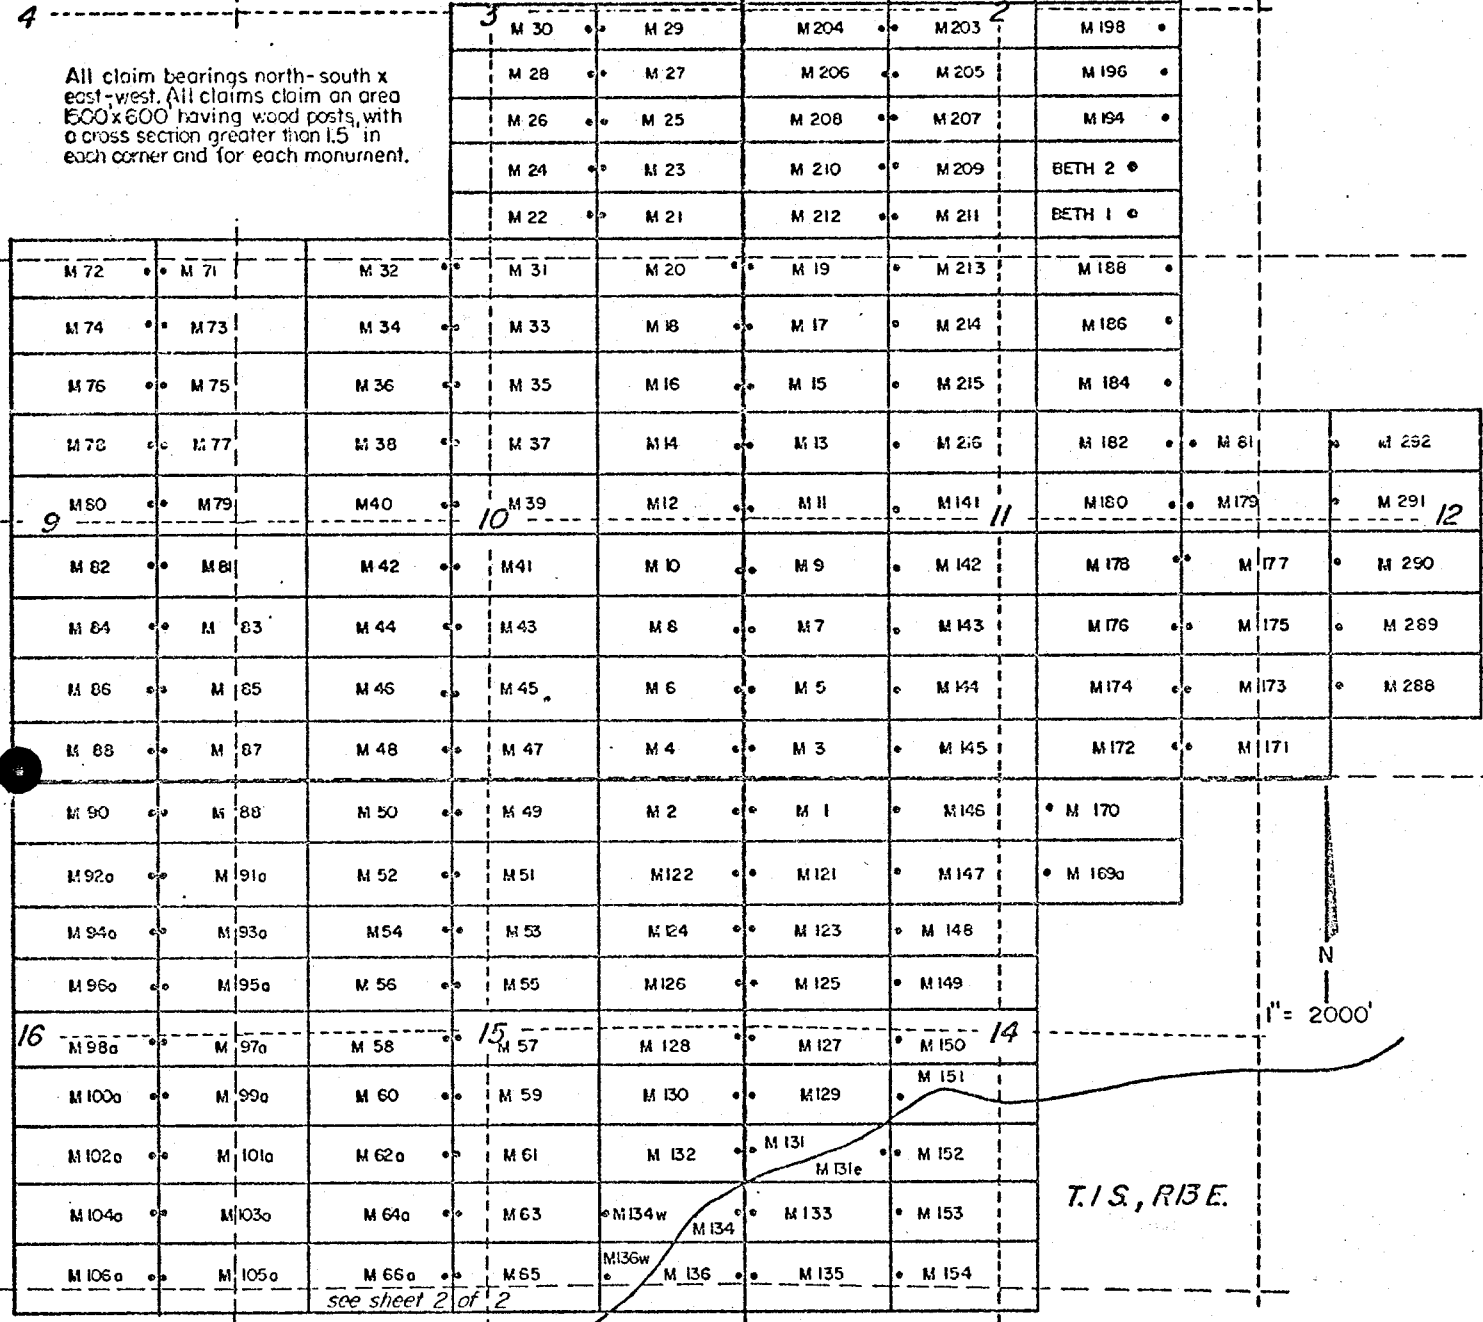 4 3 2
M 30 M 29 M 204 M 203 M 198
All claim bearings north-south x
east-west. All claims claim an area
1500'x600' having wood posts, with
a cross section greater than 1.5" in
each corner and for each monument.
M 28 M 27 M 206 M 205 M 196
M 26 M 25 M 208 M 207 M 194
M 24 M 23 M 210 M 209 BETH 2
M 22 M 21 M 212 M 211 BETH 1
M 72 M 71 M 32 M 31 M 20 M 19 M 213 M 188
M 74 M 73 M 34 M 33 M 18 M 17 M 214 M 186
M 76 M 75 M 36 M 35 M 16 M 15 M 215 M 184
M 78 M 77 M 38 M 37 M 14 M 13 M 216 M 182 M 81 M 292
M 80 M 79 M 40 M 39 M 12 M 11 M 141 M 180 M 179 M 291
9 10 11 12
M 82 M 81 M 42 M 41 M 10 M 9 M 142 M 178 M 177 M 290
M 84 M 83 M 44 M 43 M 8 M 7 M 143 M 176 M 175 M 289
M 86 M 85 M 46 M 45 M 6 M 5 M 144 M 174 M 173 M 288
M 88 M 87 M 48 M 47 M 4 M 3 M 145 M 172 M 171
M 90 M 88 M 50 M 49 M 2 M 1 M 146 M 170
M 92a M 91a M 52 M 51 M 122 M 121 M 147 M 169a
M 94a M 93a M 54 M 53 M 124 M 123 M 148
M 96a M 95a M 56 M 55 M 126 M 125 M 149
N
1"= 2000'
16 15 14
M 98a M 97a M 58 M 57 M 128 M 127 M 150
M 100a M 99a M 60 M 59 M 130 M 129 M 151
M 102a M 101a M 62a M 61 M 132 M 131 M 131e M 152
T.1 S., R13 E.
M 104a M 103a M 64a M 63 M 134w M 134 M 133 M 153
M 106a M 105a M 66a M 65 M 136w M 136 M 135 M 154
see sheet 2 of 2